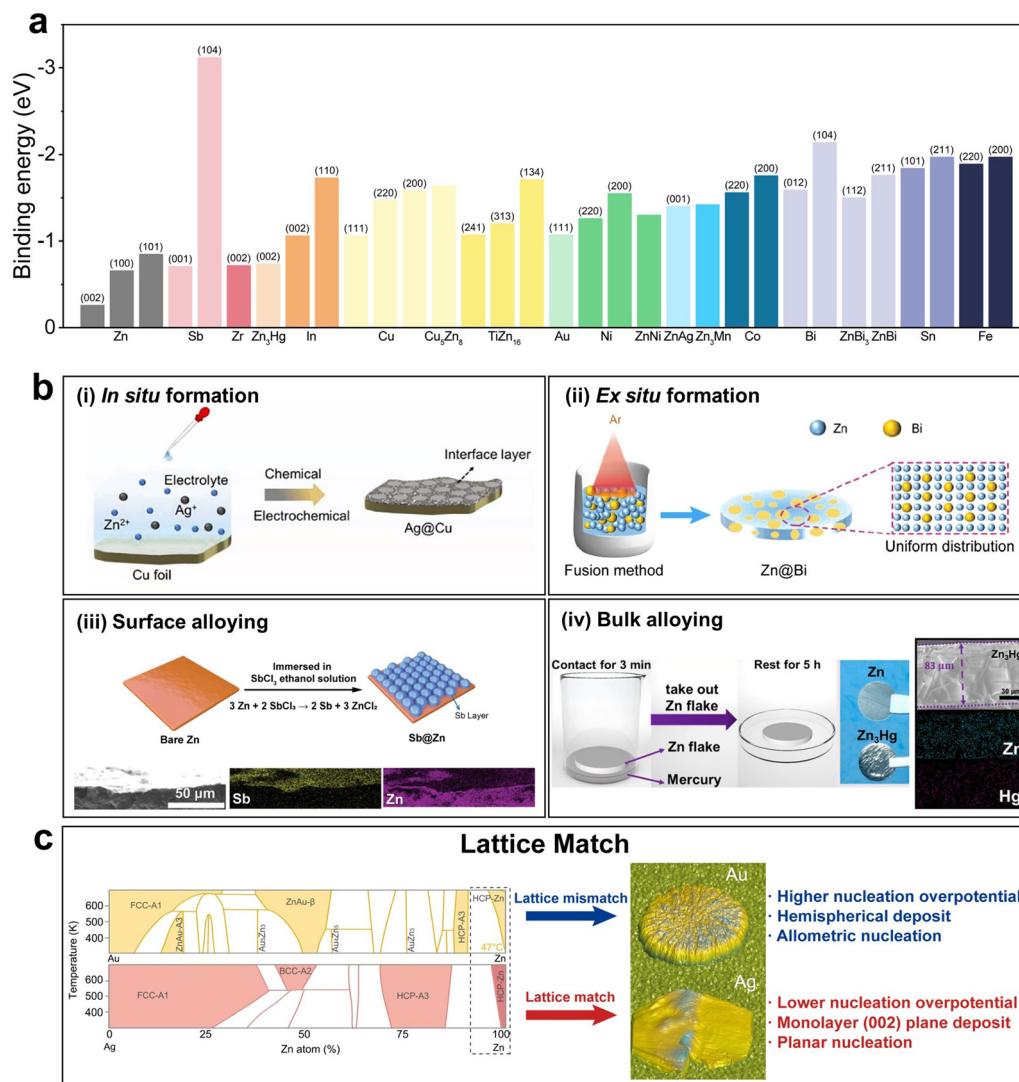 a
Binding energy (eV)
-3
-2
-1
0
(002)
(100)
(101)
(001)
(104)
(002)
(002)
(002)
(110)
(111)
(220)
(200)
(241)
(313)
(134)
(111)
(220)
(200)
(001)
(220)
(200)
(012)
(104)
(112)
(211)
(101)
(211)
(220)
(200)
Zn
Sb
Zr
Zn₃Hg
In
Cu
Cu₅Zn₈
TiZn₁₆
Au
Ni
ZnNi
ZnAg
Zn₃Mn
Co
Bi
ZnBi₃
ZnBi
Sn
Fe
b
(i) In situ formation
Electrolyte
Ag⁺
Zn²⁺
Cu foil
Chemical
Electrochemical
Interface layer
Ag@Cu
(ii) Ex situ formation
Ar
Zn
Bi
Fusion method
Zn@Bi
Uniform distribution
(iii) Surface alloying
Immersed in
SbCl₃ ethanol solution
3 Zn + 2 SbCl₃ → 2 Sb + 3 ZnCl₂
Bare Zn
Sb Layer
Sb@Zn
50 μm
Sb
Zn
(iv) Bulk alloying
Contact for 3 min
take out
Zn flake
Rest for 5 h
Zn flake
Mercury
Zn
Zn₃Hg
Zn₃Hg
83 μm
30 μm
Zn
Hg
c
Lattice Match
Temperature (K)
600
500
400
FCC-A1
ZnAu-A3
ZnAu-β
HCP-A3
HCP-Zn
47°C
Au
Zn
600
500
400
FCC-A1
BCC-A2
HCP-A3
HCP-Zn
0
25
50
75
100
Ag
Zn atom (%)
Zn
Lattice mismatch
Au
· Higher nucleation overpotential
· Hemispherical deposit
· Allometric nucleation
Lattice match
Ag
· Lower nucleation overpotential
· Monolayer (002) plane deposit
· Planar nucleation